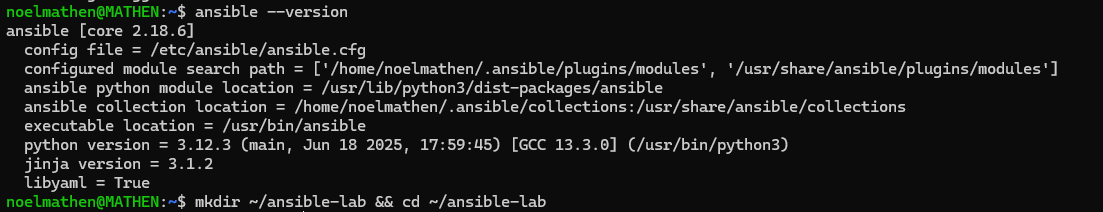 noelmathen@MATHEN:~$ ansible --version
ansible [core 2.18.6]
  config file = /etc/ansible/ansible.cfg
  configured module search path = ['/home/noelmathen/.ansible/plugins/modules', '/usr/share/ansible/plugins/modules']
  ansible python module location = /usr/lib/python3/dist-packages/ansible
  ansible collection location = /home/noelmathen/.ansible/collections:/usr/share/ansible/collections
  executable location = /usr/bin/ansible
  python version = 3.12.3 (main, Jun 18 2025, 17:59:45) [GCC 13.3.0] (/usr/bin/python3)
  jinja version = 3.1.2
  libyaml = True
noelmathen@MATHEN:~$ mkdir ~/ansible-lab && cd ~/ansible-lab